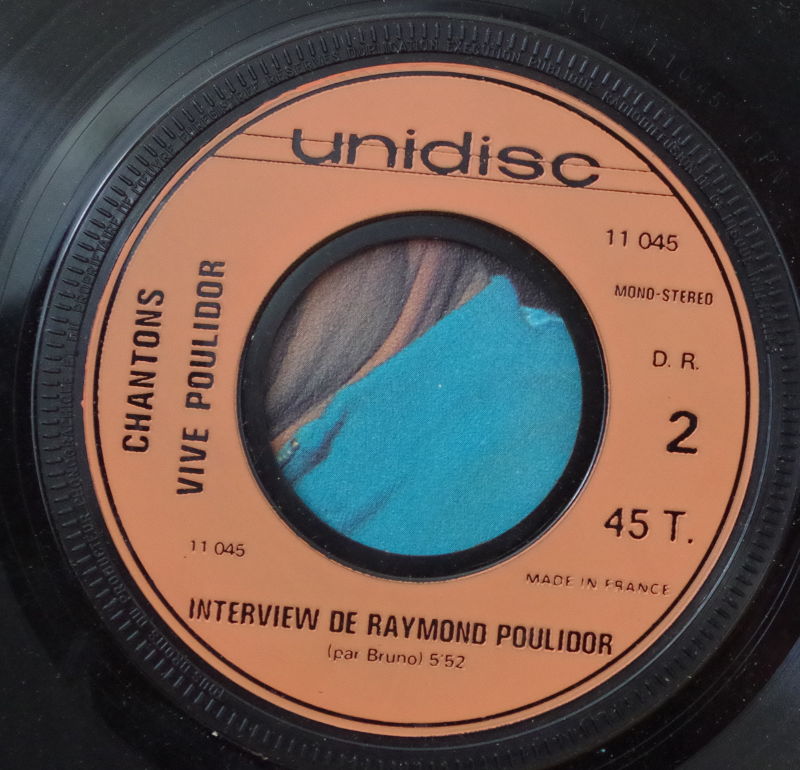 unidisc
11 045
MONO-STEREO
D. R.
2
45 T.
MADE IN FRANCE
CHANTONS
VIVE POULIDOR
11 045
INTERVIEW DE RAYMOND POULIDOR
(par Bruno) 5'52